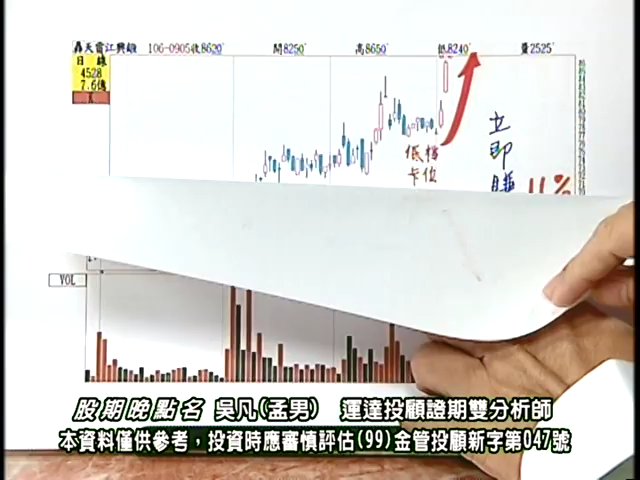 轟天雷江興鍛 106-0905收8620 開8250 高8650 低8240 量2525
日 線
4528
7.6億
低檔
卡位
立即賺11%
VOL
股期晚點名 吳凡(孟男) 運達投顧證期雙分析師
本資料僅供參考，投資時應審慎評估(99)金管投顧新字第047號